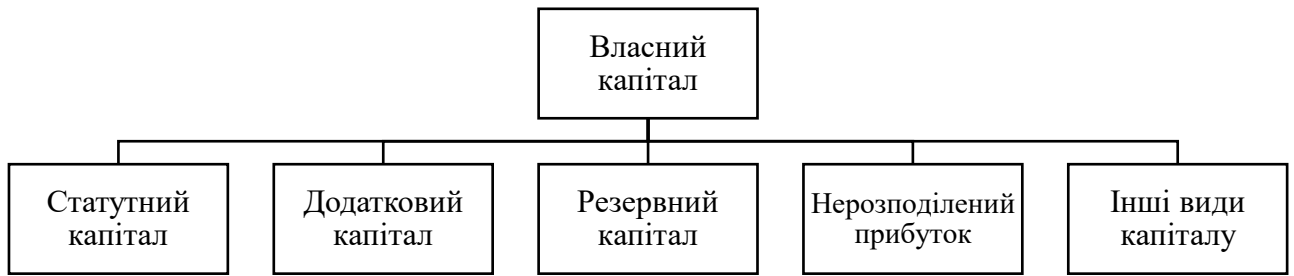 Власний
капітал
Статутний
капітал
Додатковий
капітал
Резервний
капітал
Нерозподілений
прибуток
Інші види
капіталу